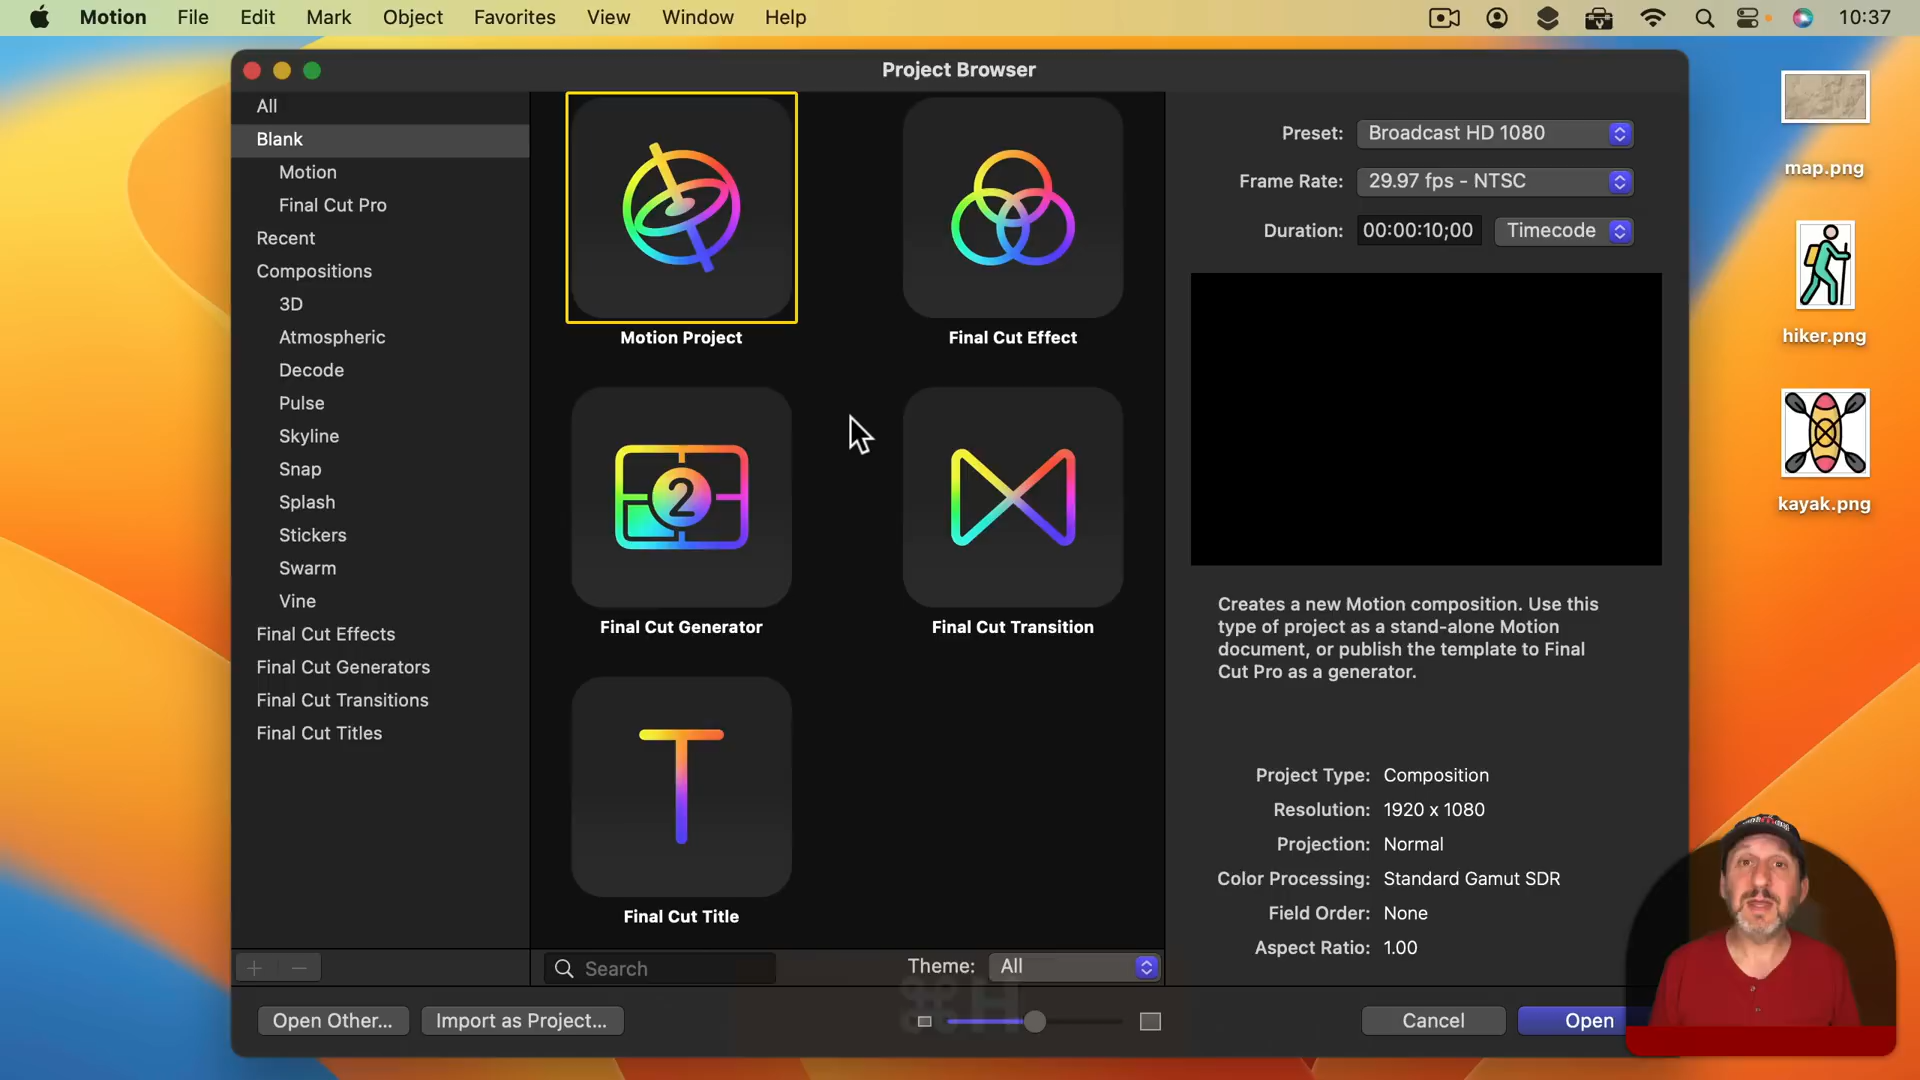 Motion File Edit Mark Object Favorites View Window Help 10:37
Project Browser
All
Blank
Motion
Final Cut Pro
Recent
Compositions
3D
Atmospheric
Decode
Pulse
Skyline
Snap
Splash
Stickers
Swarm
Vine
Final Cut Effects
Final Cut Generators
Final Cut Transitions
Final Cut Titles
Motion Project
Final Cut Effect
2
Final Cut Generator
Final Cut Transition
T
Final Cut Title
Search
Theme: All
⌘H
Open Other...
Import as Project...
Preset: Broadcast HD 1080
Frame Rate: 29.97 fps - NTSC
Duration: 00:00:10;00 Timecode
Creates a new Motion composition. Use this
type of project as a stand-alone Motion
document, or publish the template to Final
Cut Pro as a generator.
Project Type: Composition
Resolution: 1920 x 1080
Projection: Normal
Color Processing: Standard Gamut SDR
Field Order: None
Aspect Ratio: 1.00
Cancel
Open
map.png
hiker.png
kayak.png